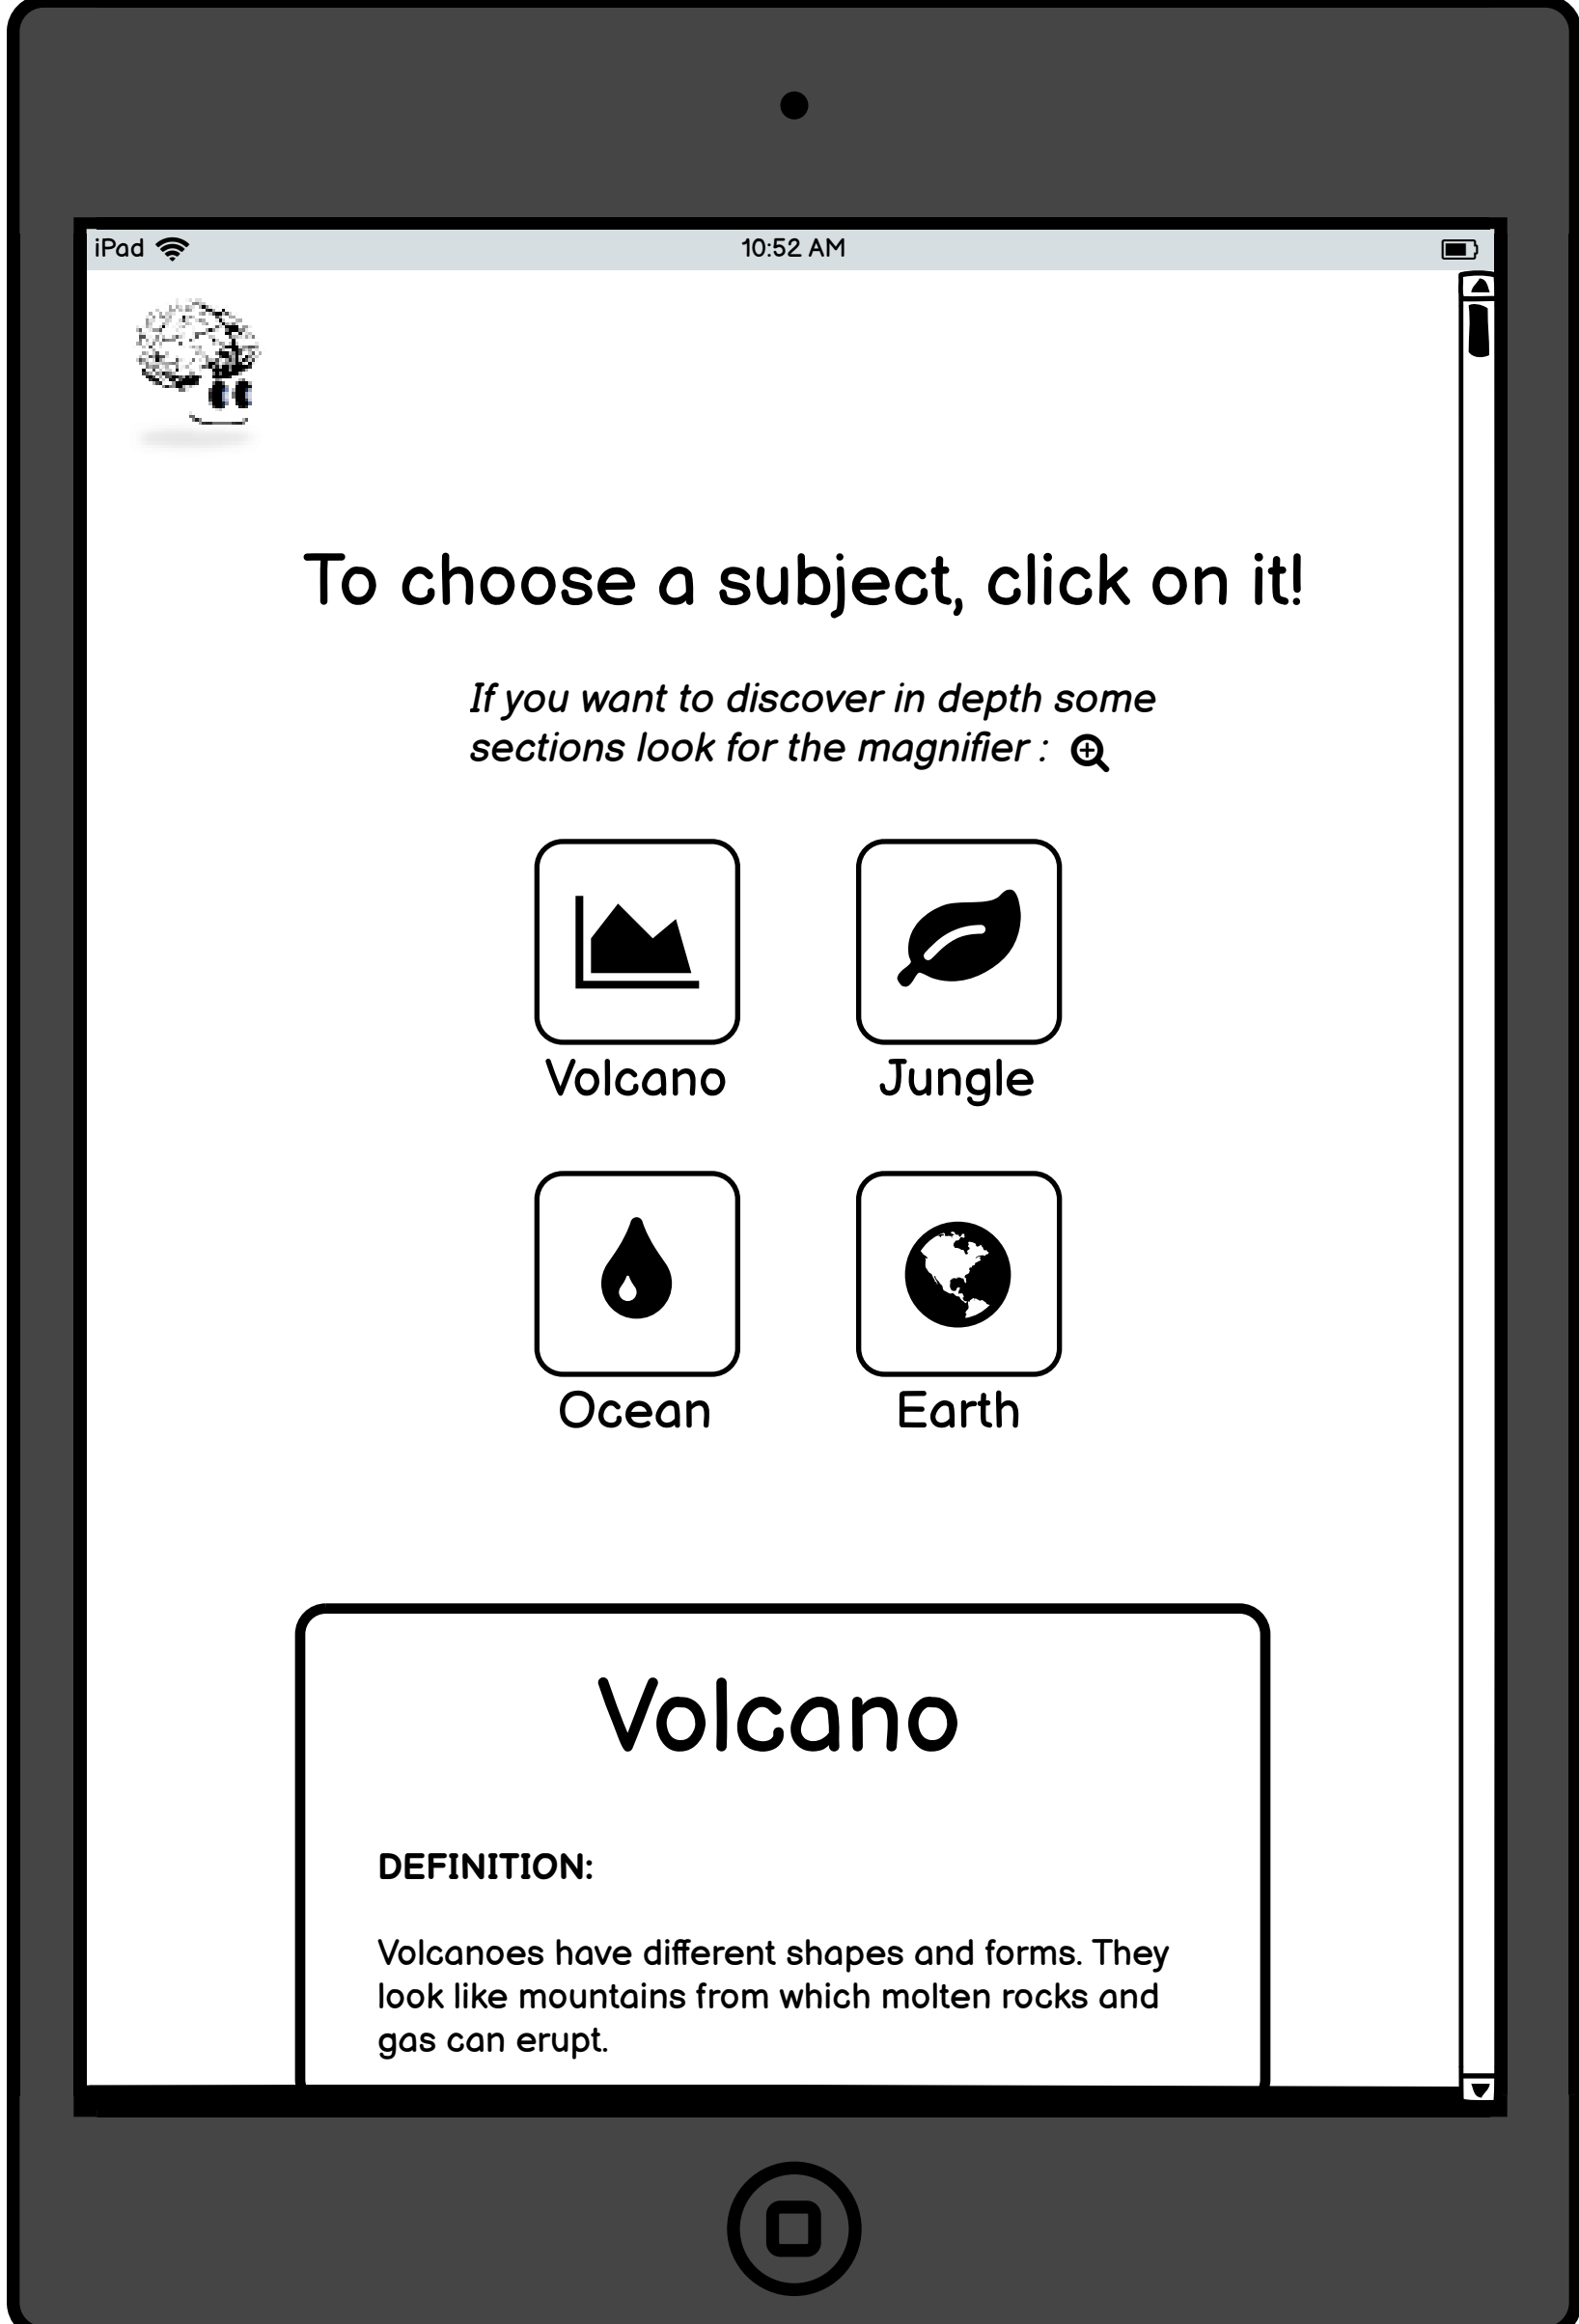 iPad 10:52 AM
To choose a subject, click on it!
If you want to discover in depth some
sections look for the magnifier :
Volcano Jungle
Ocean Earth
Volcano
DEFINITION:
Volcanoes have different shapes and forms. They
look like mountains from which molten rocks and
gas can erupt.